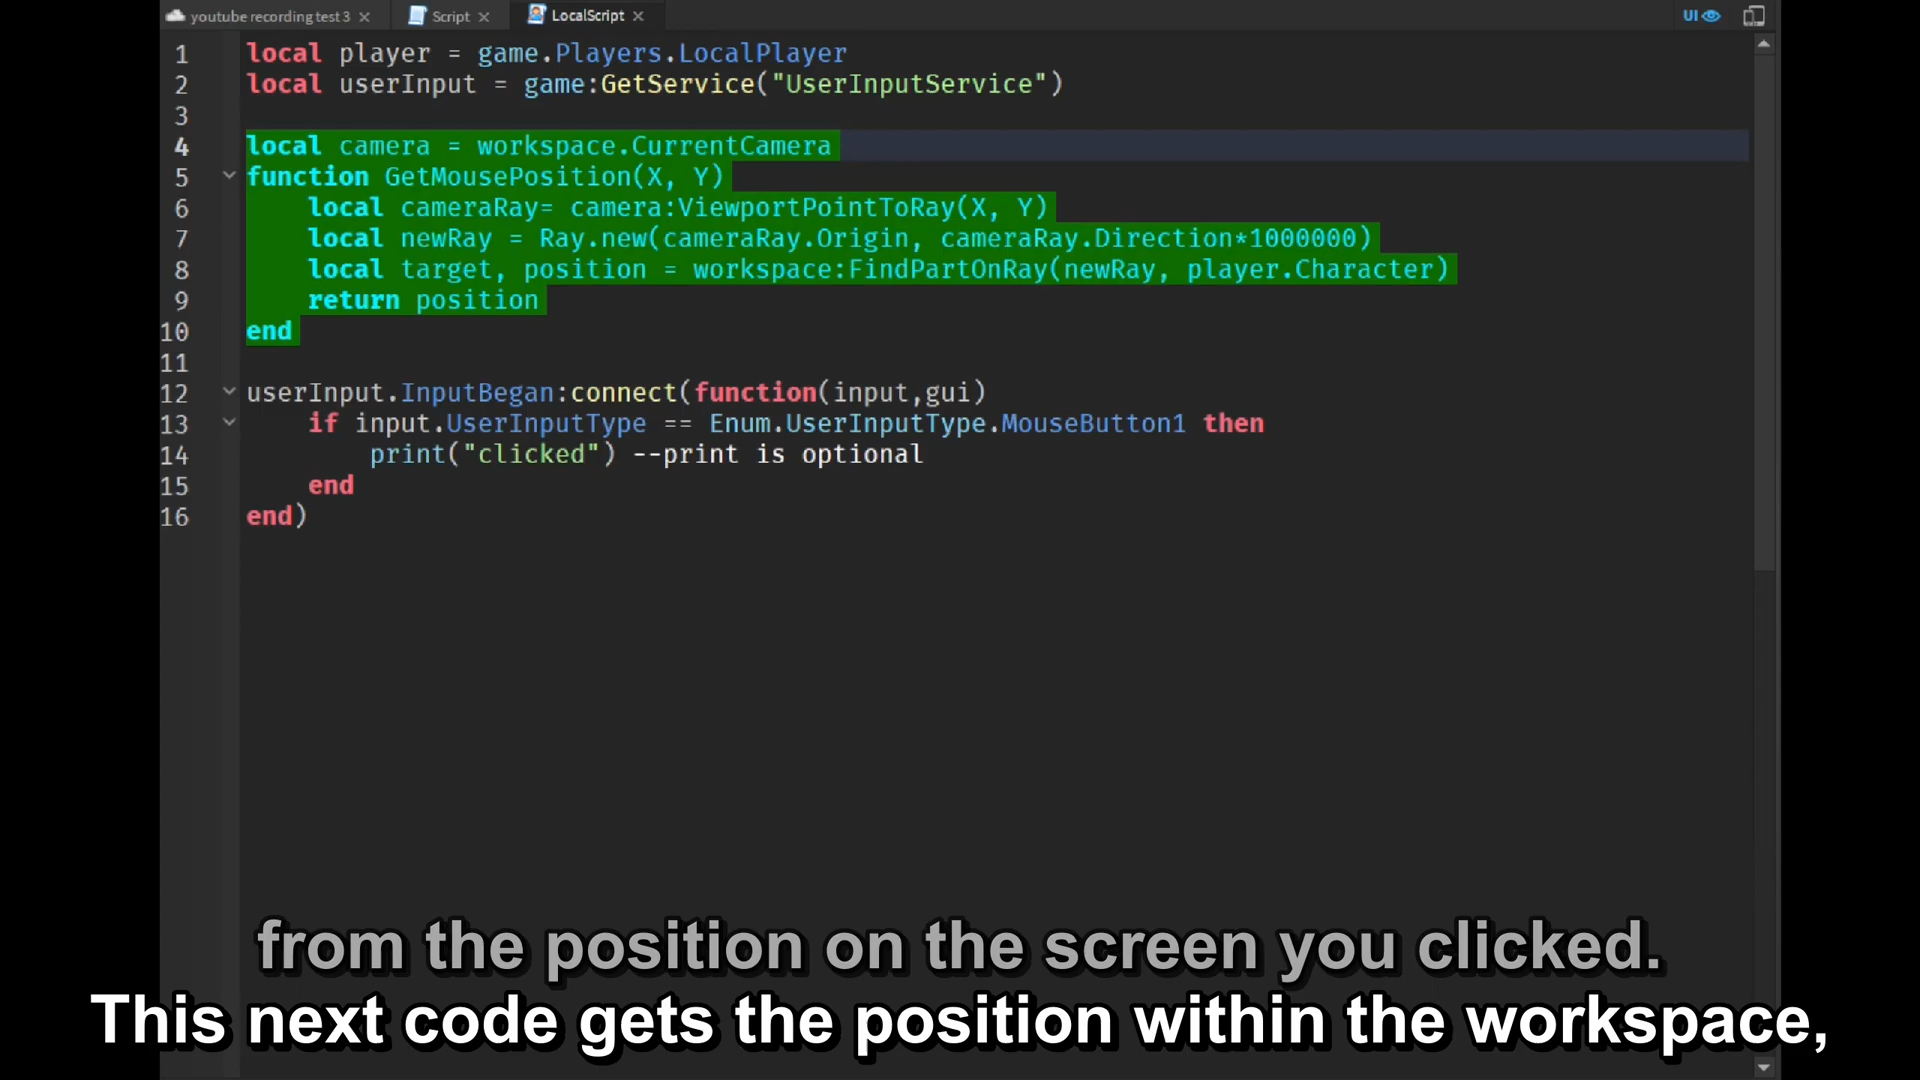 youtube recording test 3 Script LocalScript UI
1 local player = game.Players.LocalPlayer
2 local userInput = game:GetService("UserInputService")
3
4 local camera = workspace.CurrentCamera
5 function GetMousePosition(X, Y)
6 local cameraRay= camera:ViewportPointToRay(X, Y)
7 local newRay = Ray.new(cameraRay.Origin, cameraRay.Direction*1000000)
8 local target, position = workspace:FindPartOnRay(newRay, player.Character)
9 return position
10 end
11
12 userInput.InputBegan:connect(function(input,gui)
13 if input.UserInputType == Enum.UserInputType.MouseButton1 then
14 print("clicked") --print is optional
15 end
16 end)
from the position on the screen you clicked.
This next code gets the position within the workspace,